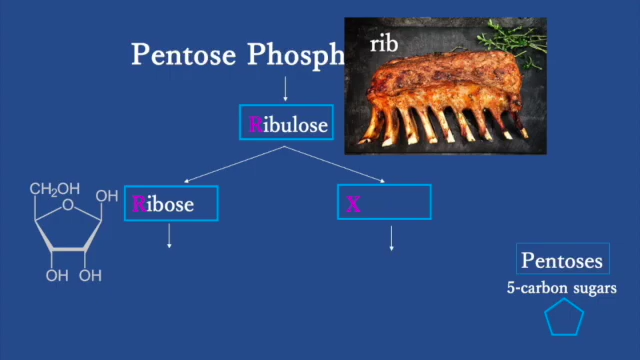 Pentose Phosph
rib
Ribulose
Ribose
X
CH2OH
O
OH
OH
OH
Pentoses
5-carbon sugars